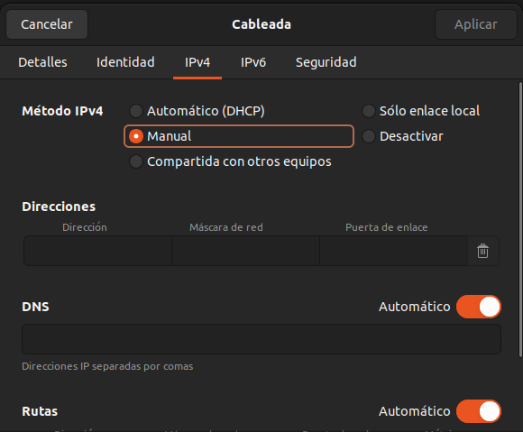 Cancelar Cableada Aplicar
Detalles Identidad IPv4 IPv6 Seguridad
Método IPv4 Automático (DHCP) Sólo enlace local
Manual Desactivar
Compartida con otros equipos
Direcciones
Dirección Máscara de red Puerta de enlace
DNS Automático
Direcciones IP separadas por comas
Rutas Automático